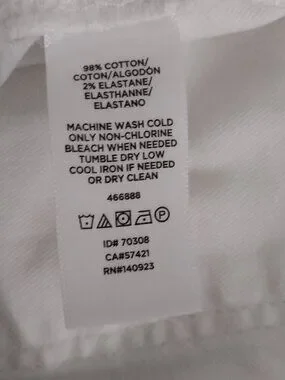 98% COTTON/
COTON/ALGODÓN
2% ELASTANE/
ELASTHANNE/
ELASTANO
MACHINE WASH COLD
ONLY NON-CHLORINE
BLEACH WHEN NEEDED
TUMBLE DRY LOW
COOL IRON IF NEEDED
OR DRY CLEAN
466888
P
ID# 70308
CA#57421
RN#140923